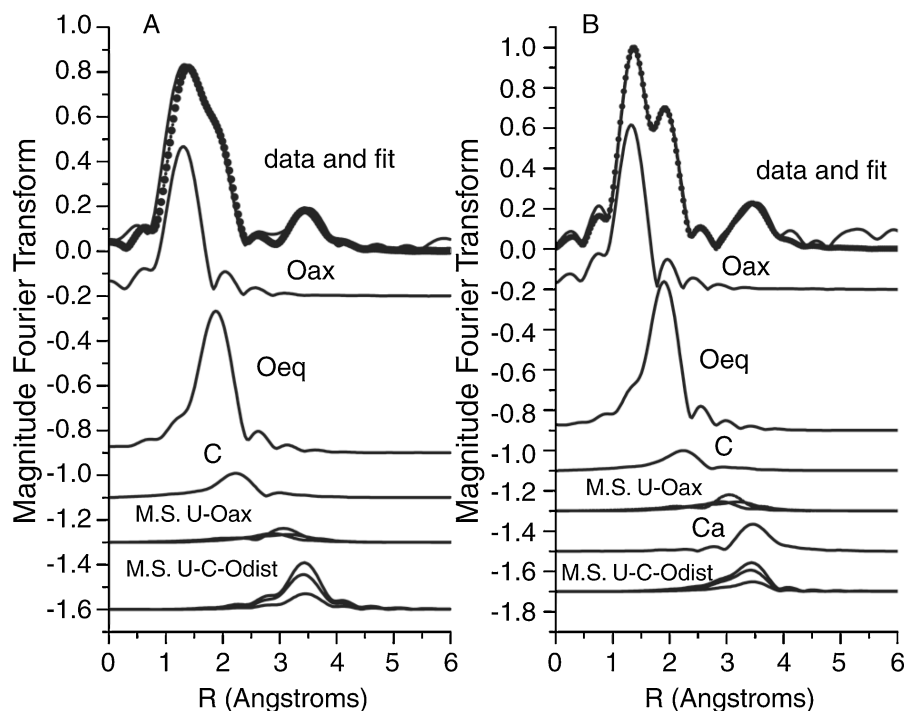 A
1.0
0.8
0.6
0.4
0.2
0.0
-0.2
-0.4
-0.6
-0.8
-1.0
-1.2
-1.4
-1.6
Magnitude Fourier Transform
data and fit
Oax
Oeq
C
M.S. U-Oax
M.S. U-C-Odist
0 1 2 3 4 5 6
R (Angstroms)
B
1.0
0.8
0.6
0.4
0.2
0.0
-0.2
-0.4
-0.6
-0.8
-1.0
-1.2
-1.4
-1.6
-1.8
Magnitude Fourier Transform
data and fit
Oax
Oeq
C
M.S. U-Oax
Ca
M.S. U-C-Odist
0 1 2 3 4 5 6
R (Angstroms)